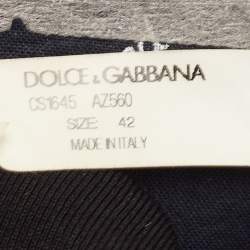 DOLCE & GABBANA
CS1645 AZ560
SIZE: 42
MADE IN ITALY